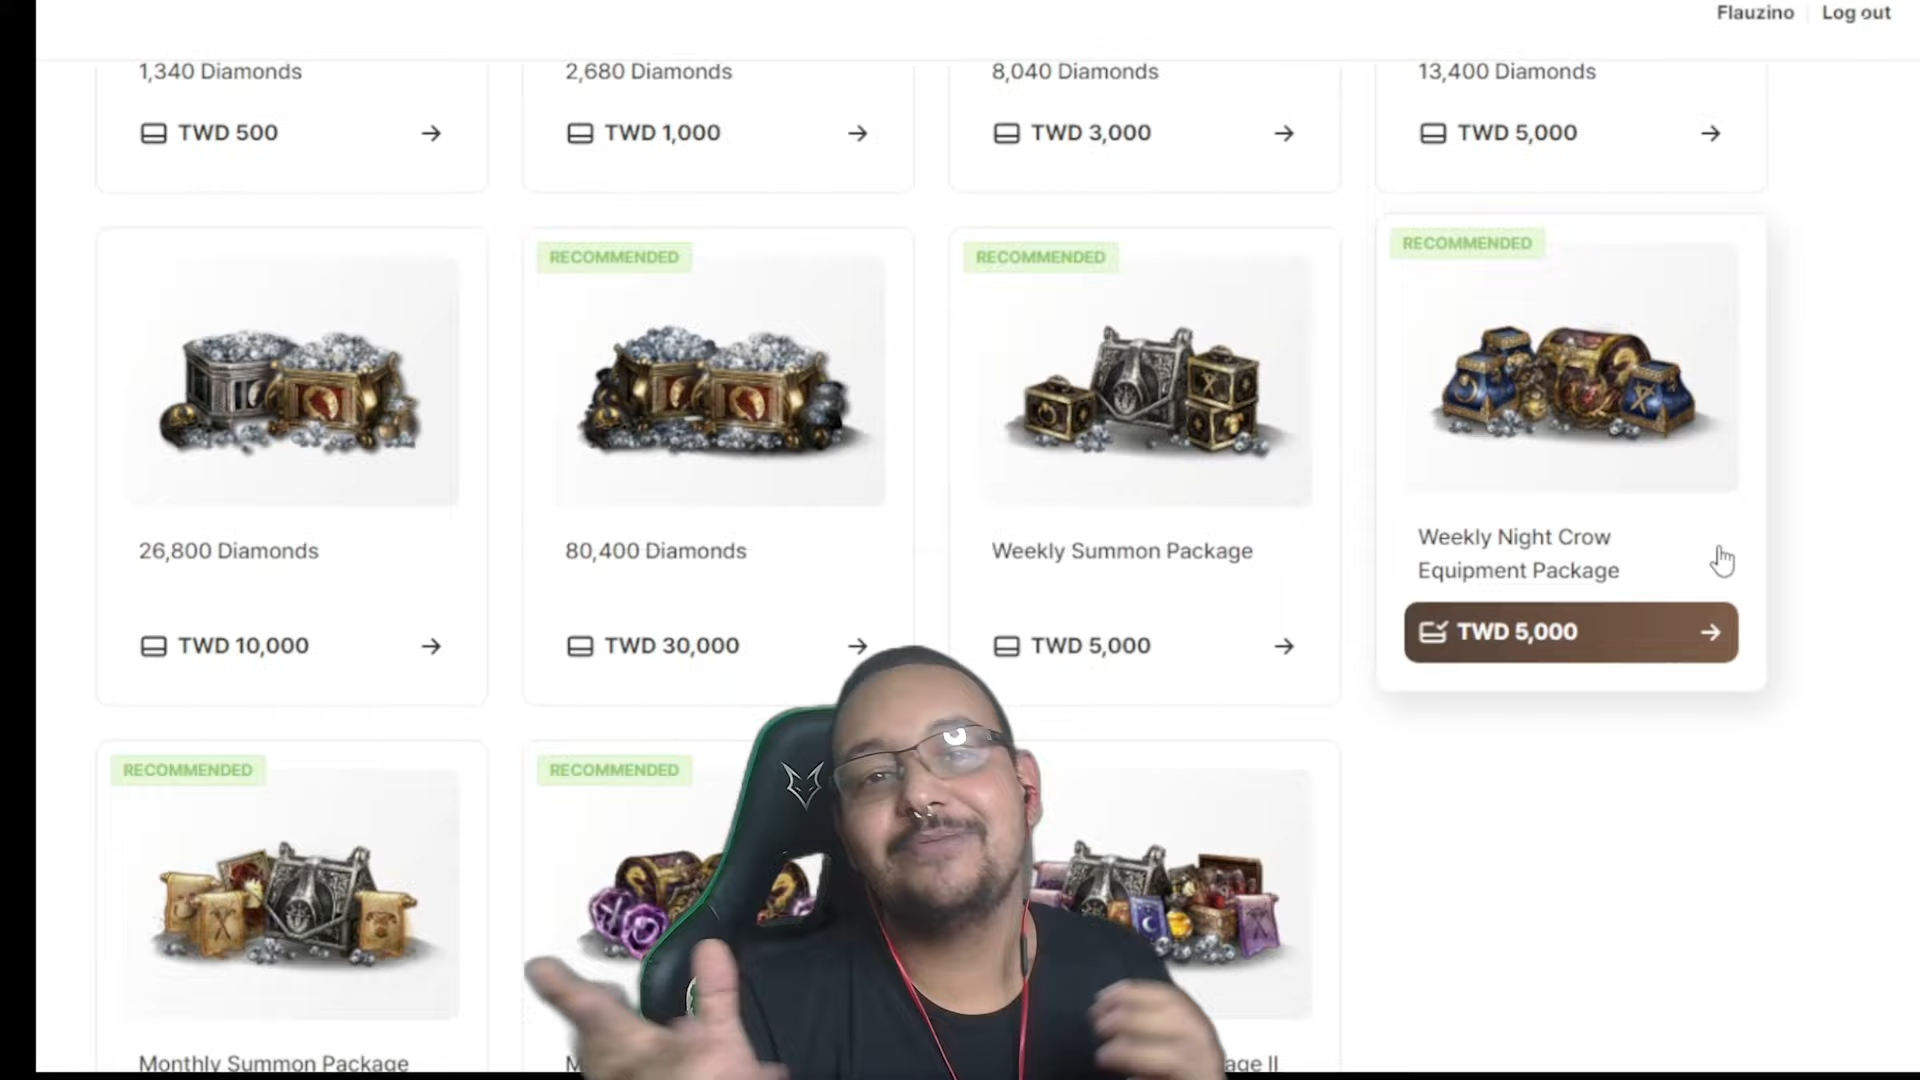 Flauzino
Log out
1,340 Diamonds
2,680 Diamonds
8,040 Diamonds
13,400 Diamonds
TWD 500
TWD 1,000
TWD 3,000
TWD 5,000
RECOMMENDED
RECOMMENDED
RECOMMENDED
26,800 Diamonds
80,400 Diamonds
Weekly Summon Package
Weekly Night Crow
Equipment Package
TWD 10,000
TWD 30,000
TWD 5,000
TWD 5,000
RECOMMENDED
RECOMMENDED
Monthly Summon Package